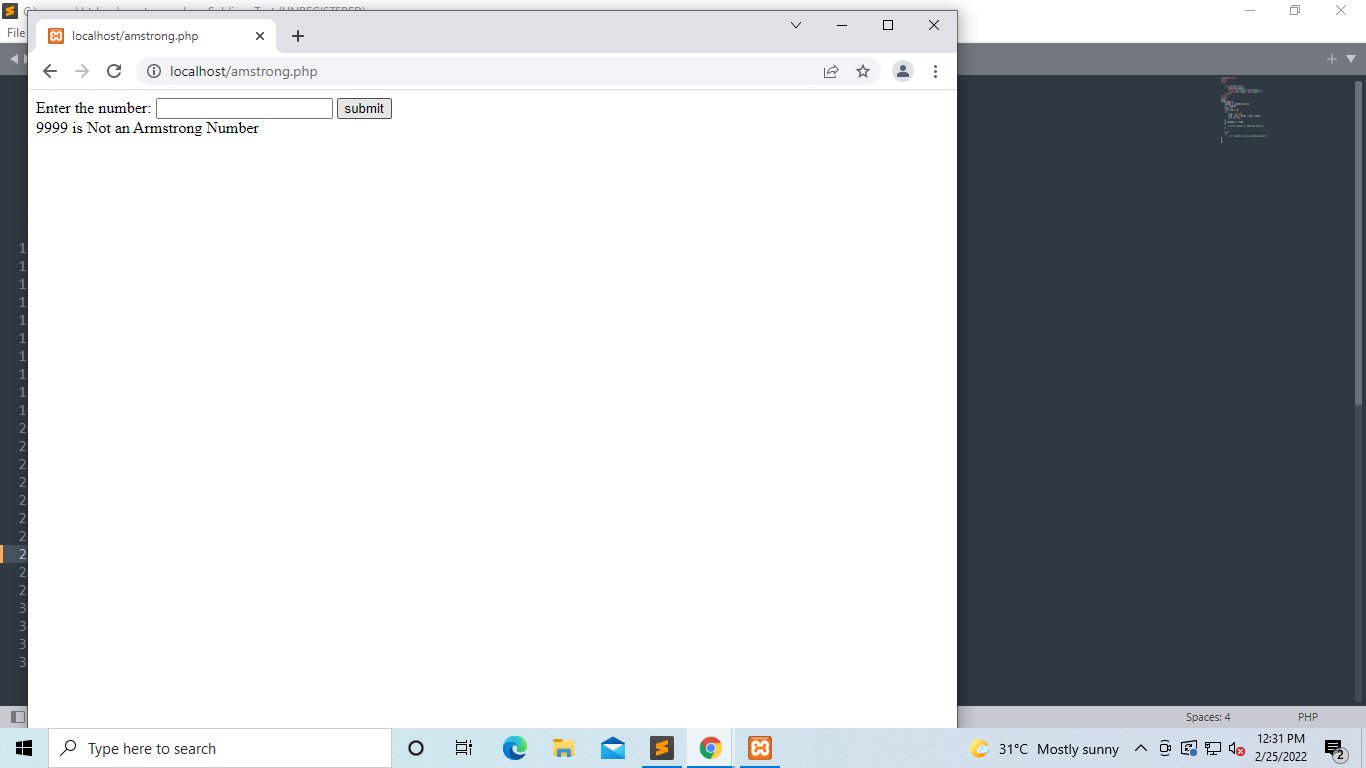 File
localhost/amstrong.php
localhost/amstrong.php
Enter the number:
submit
9999 is Not an Armstrong Number
1
1
1
1
1
1
1
1
1
1
2
2
2
2
2
2
2
2
2
2
3
3
3
3
Spaces: 4
PHP
Type here to search
31°C Mostly sunny
12:31 PM
2/25/2022
2